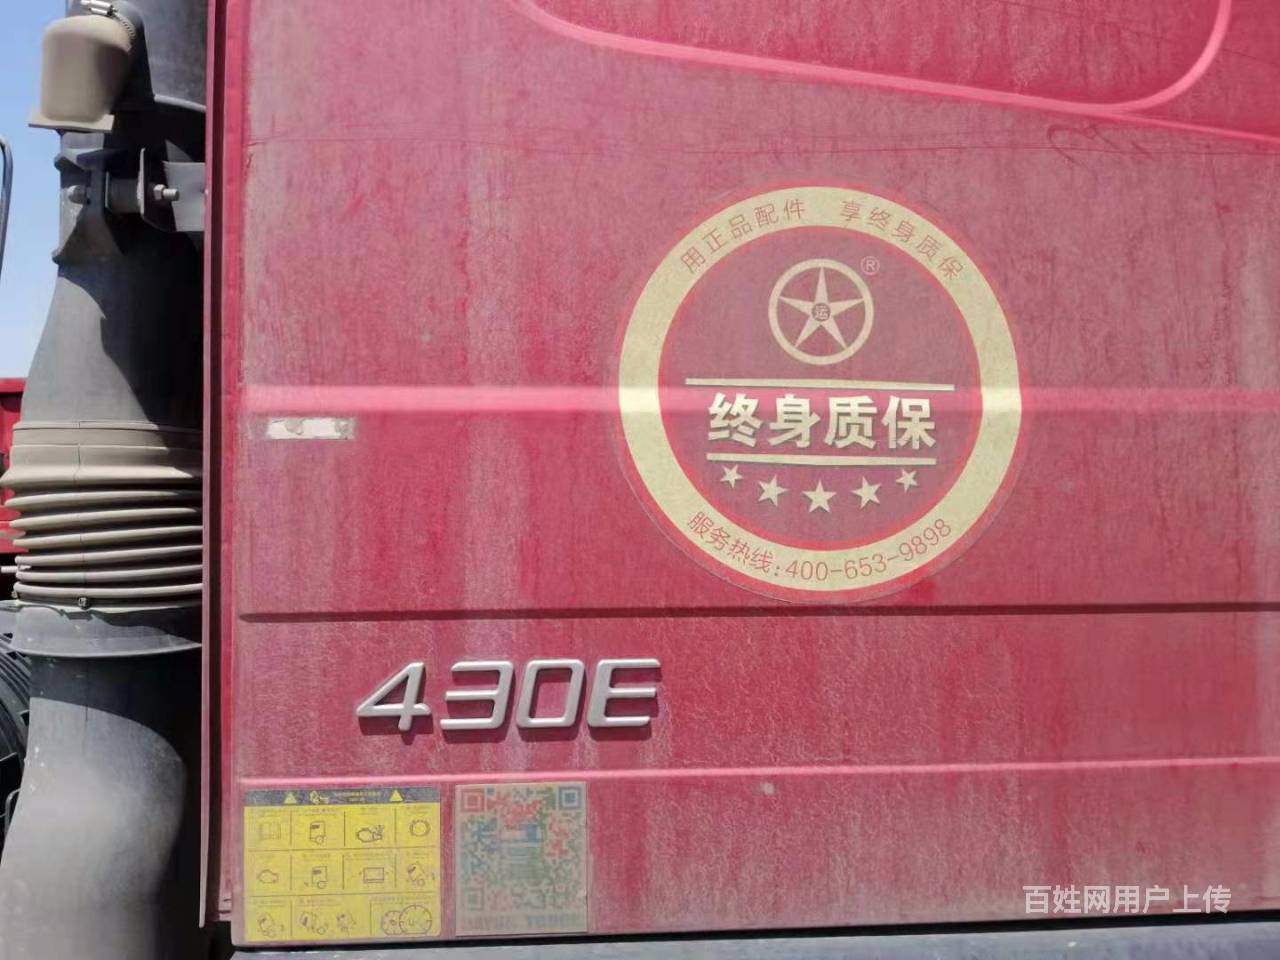 用正品配件 享终身质保
®
运
终身质保
服务热线:400-653-9898
430E
百姓网用户上传